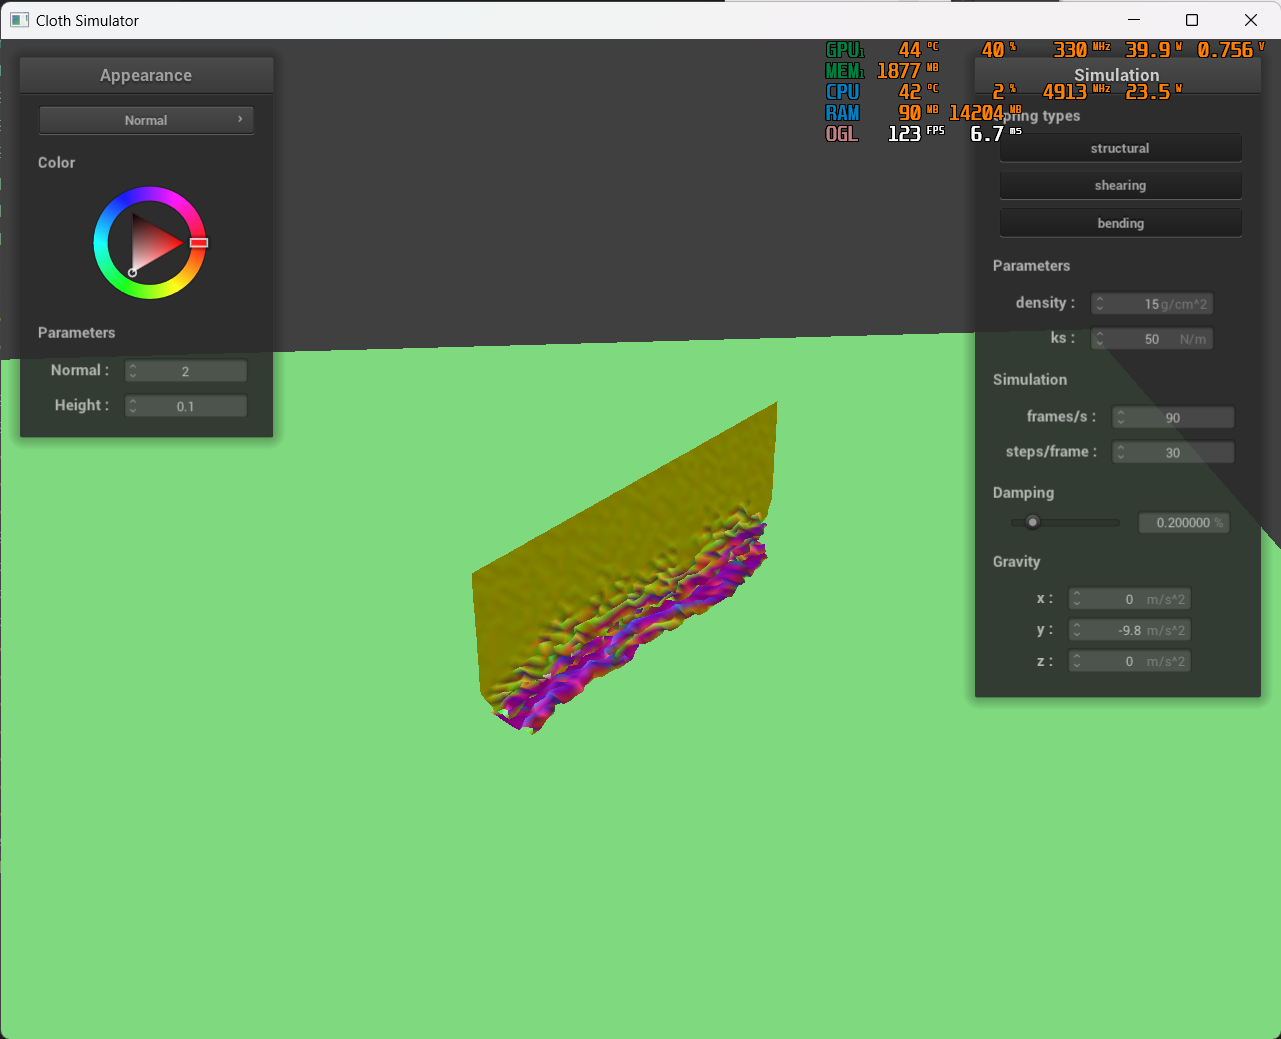 Cloth Simulator
GPU1 44 °C 40 % 330 MHz 39.9 W 0.756 V
MEM1 1877 MB
CPU 42 °C 2 % 4913 MHz 23.5 W
RAM 90 MB 14204 MB
OGL 123 FPS 6.7 ms
Appearance
Normal
Color
Parameters
Normal : 2
Height : 0.1
Simulation
pring types
structural
shearing
bending
Parameters
density : 15 g/cm^2
ks : 50 N/m
Simulation
frames/s : 90
steps/frame : 30
Damping
0.200000 %
Gravity
x : 0 m/s^2
y : -9.8 m/s^2
z : 0 m/s^2